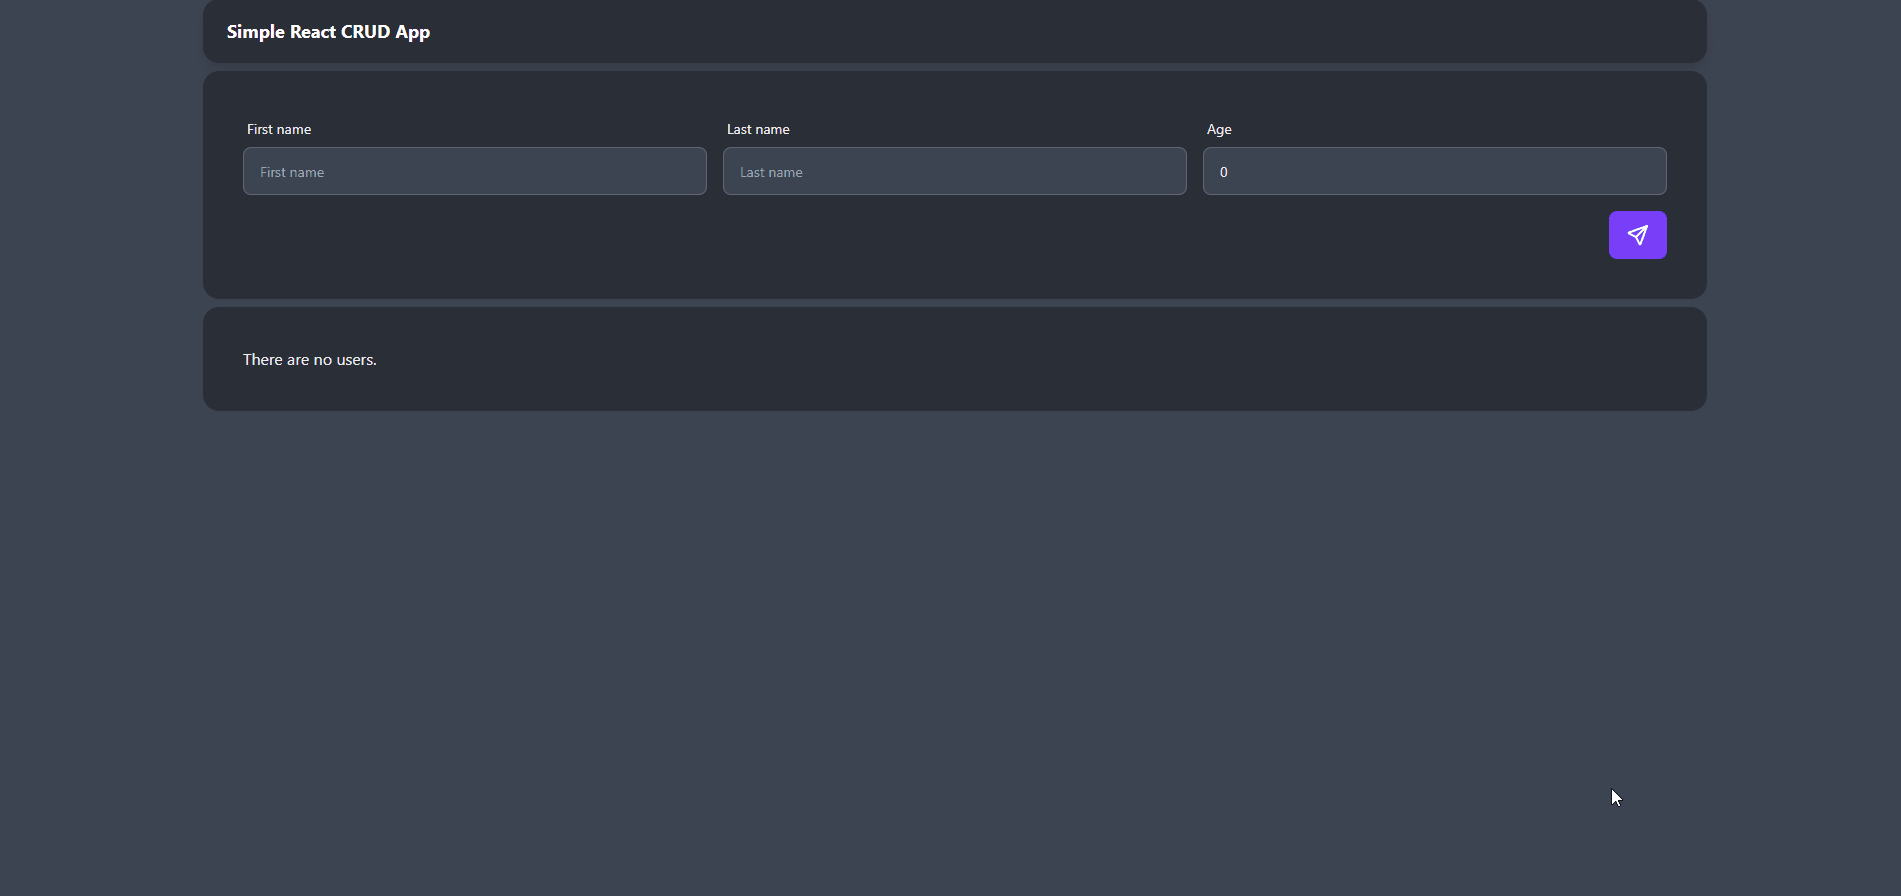 Simple React CRUD App
First name
Last name
Age
First name
Last name
0
There are no users.